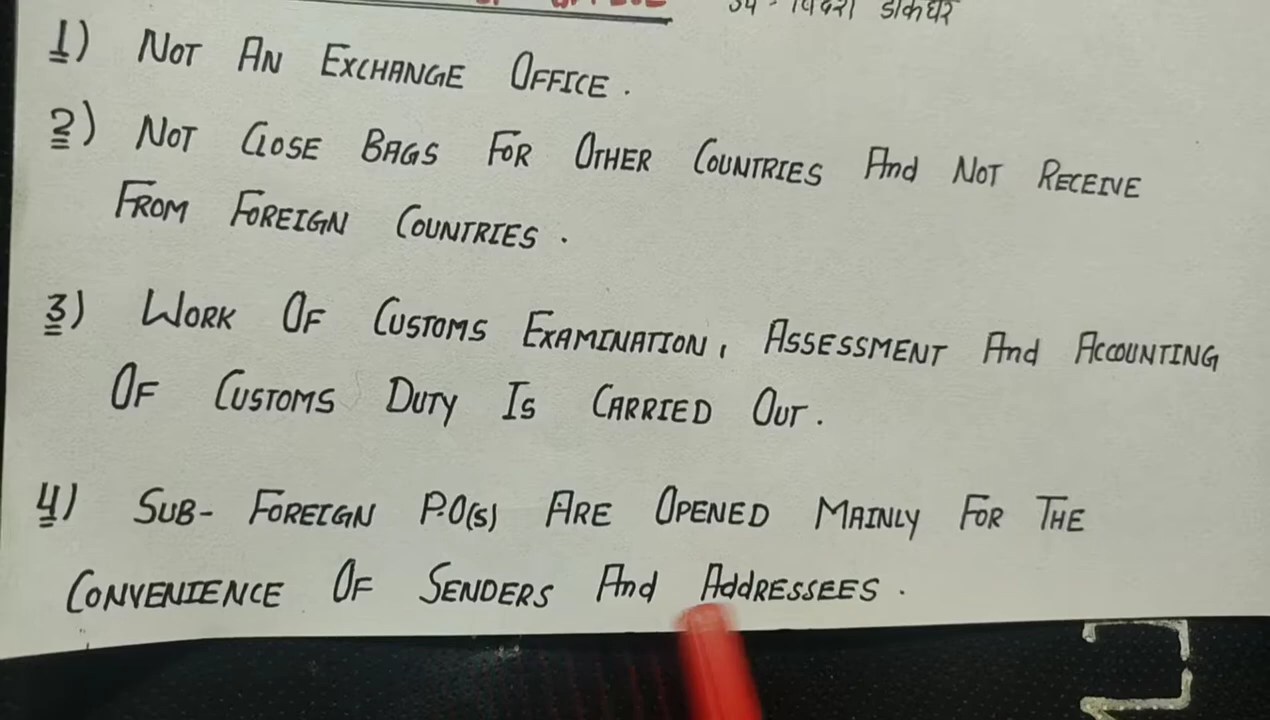 उप - विदेश डाकघर
1) NOT AN EXCHANGE OFFICE.
2) NOT CLOSE BAGS FOR OTHER COUNTRIES And NOT RECEIVE
FROM FOREIGN COUNTRIES.
3) WORK OF CUSTOMS EXAMINATION, ASSESSMENT And ACCOUNTING
OF CUSTOMS DUTY IS CARRIED OUT.
4) SUB- FOREIGN P.O(S) ARE OPENED MAINLY FOR THE
CONVENIENCE OF SENDERS And AddRESSEES.